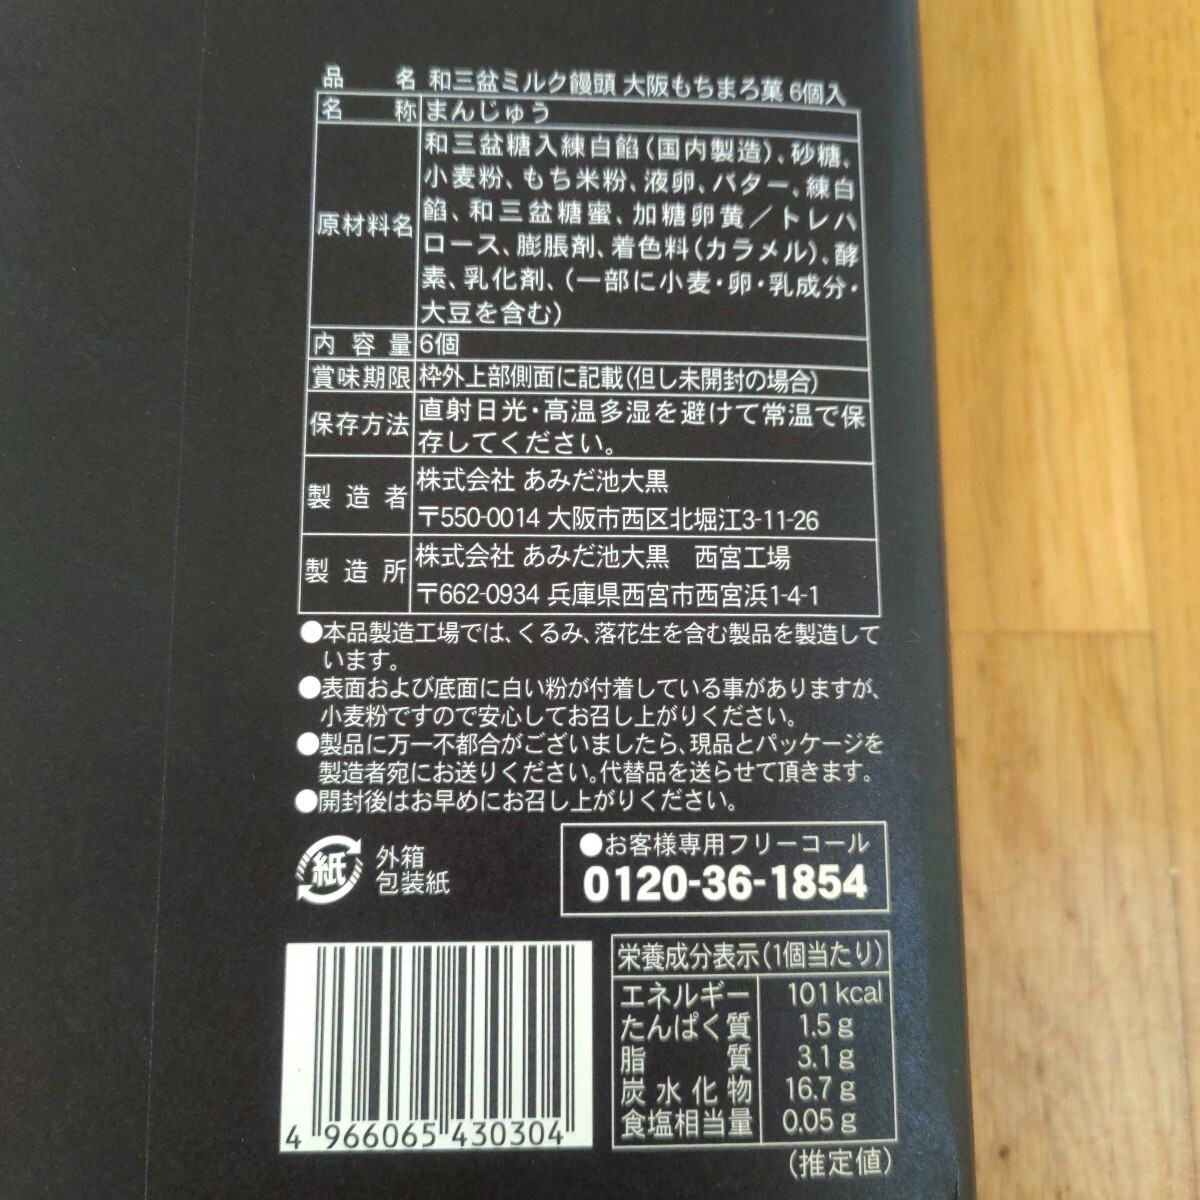 品名 和三盆ミルク饅頭 大阪もちまろ菓 6個入
名称 まんじゅう
原材料名
和三盆糖入練白餡(国内製造)、砂糖、
小麦粉、もち米粉、液卵、バター、練白
餡、和三盆糖蜜、加糖卵黄/トレハ
ロース、膨脹剤、着色料(カラメル)、酵
素、乳化剤、(一部に小麦・卵・乳成分・
大豆を含む)
内容量 6個
賞味期限 枠外上部側面に記載(但し未開封の場合)
保存方法
直射日光・高温多湿を避けて常温で保
存してください。
製造者
株式会社 あみだ池大黒
〒550-0014 大阪市西区北堀江3-11-26
製造所
株式会社 あみだ池大黒 西宮工場
〒662-0934 兵庫県西宮市西宮浜1-4-1
●本品製造工場では、くるみ、落花生を含む製品を製造して
います。
●表面および底面に白い粉が付着している事がありますが、
小麦粉ですので安心してお召し上がりください。
●製品に万一不都合がございましたら、現品とパッケージを
製造者宛にお送りください。代替品を送らせて頂きます。
●開封後はお早めにお召し上がりください。
紙
外箱
包装紙
●お客様専用フリーコール
0120-36-1854
4 966065 430304
栄養成分表示(1個当たり)
エネルギー 101kcal
たんぱく質 1.5g
脂質 3.1g
炭水化物 16.7g
食塩相当量 0.05g
(推定値)